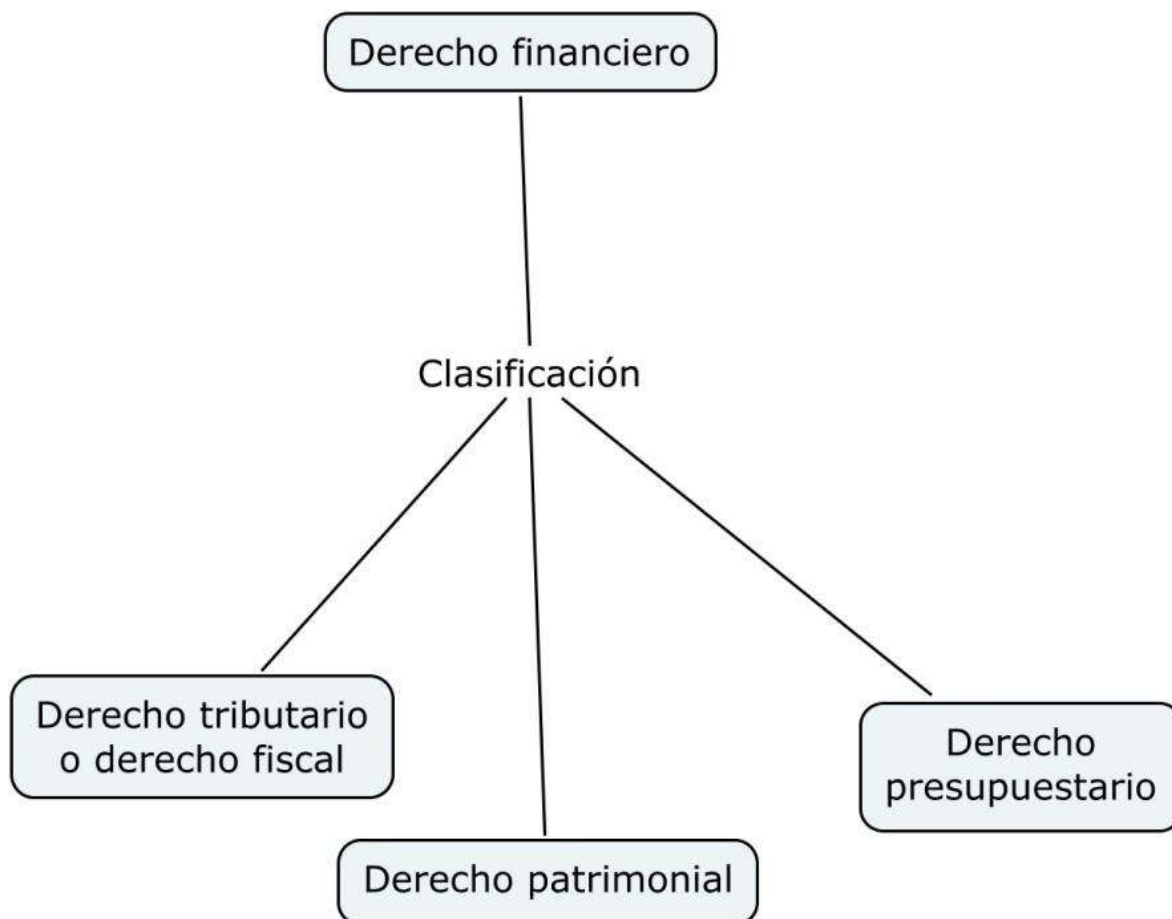 Derecho financiero
Clasificación
Derecho tributario
o derecho fiscal
Derecho patrimonial
Derecho
presupuestario